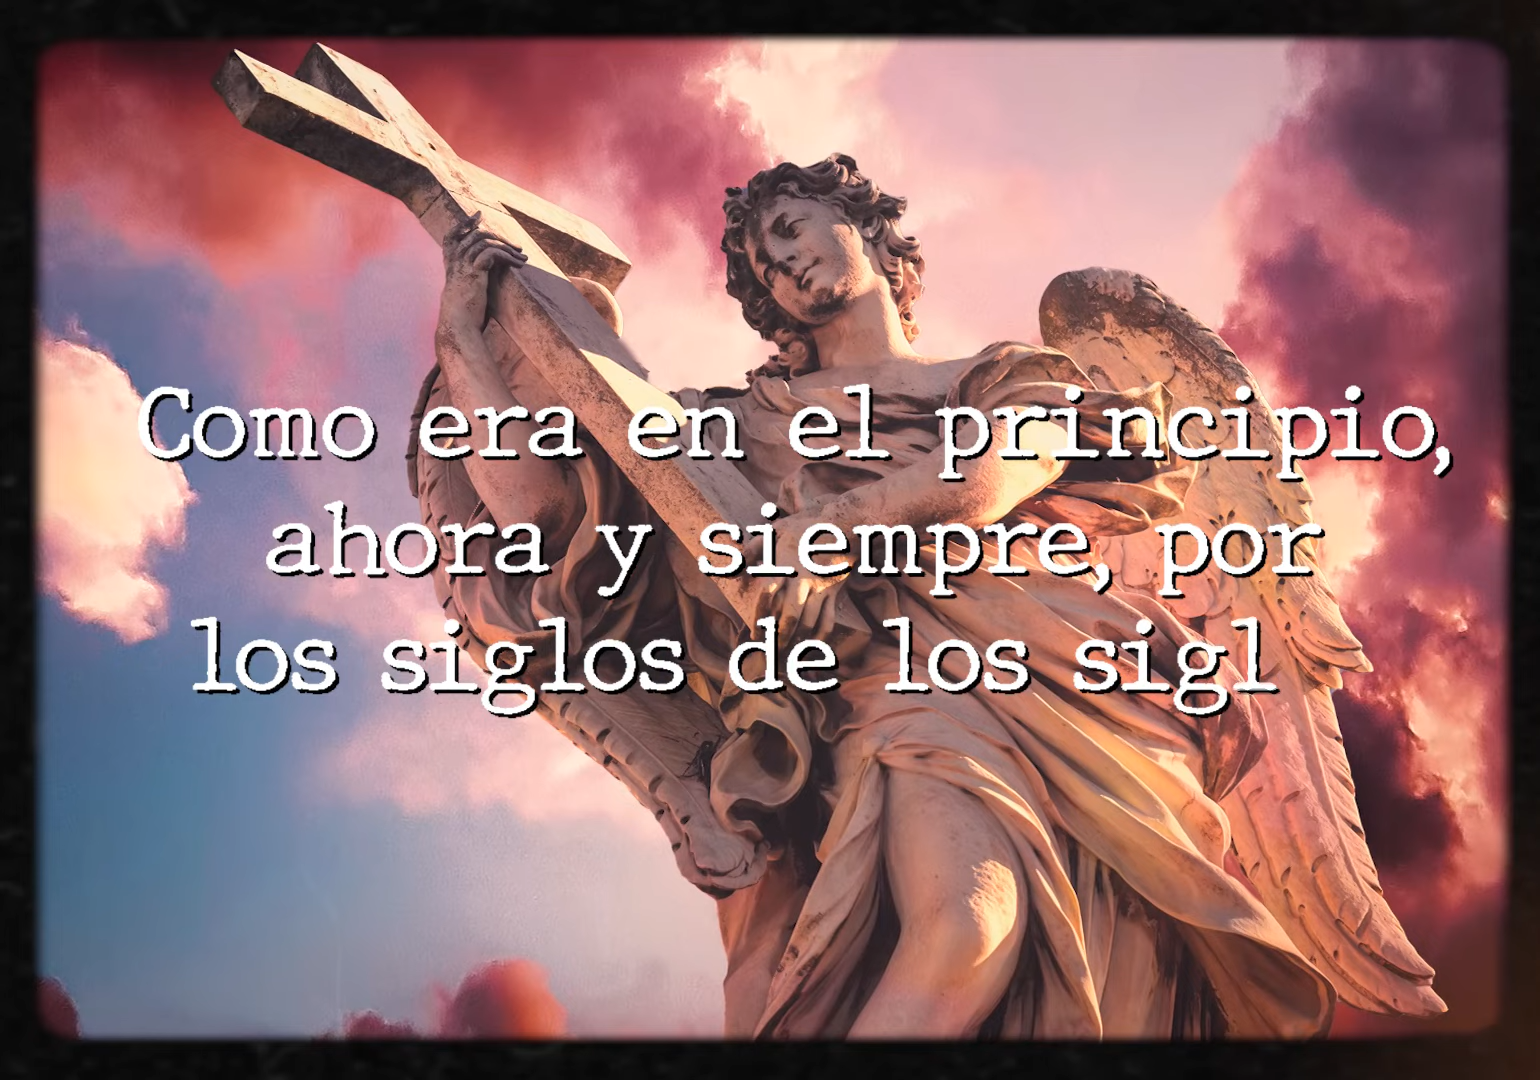 Como era en el principio,
ahora y siempre, por
los siglos de los sigl